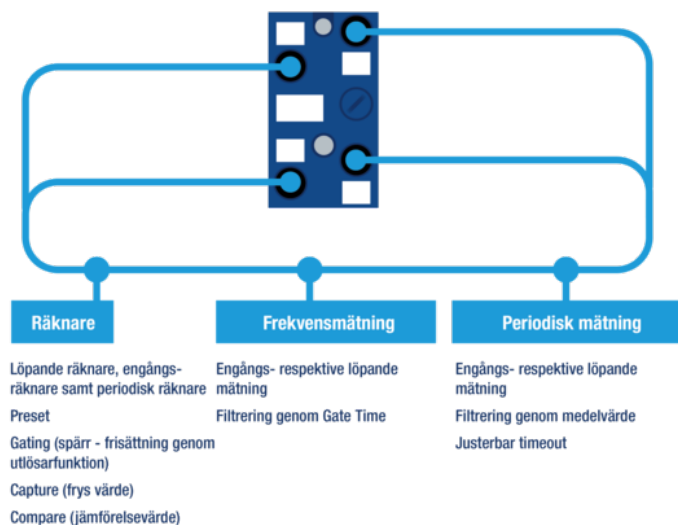 Räknare
Löpande räknare, engångs-
räknare samt periodisk räknare
Preset
Gating (spärr - frisättning genom
utlösarfunktion)
Capture (frys värde)
Compare (jämförelsevärde)
Frekvensmätning
Engångs- respektive löpande
mätning
Filtrering genom Gate Time
Periodisk mätning
Engångs- respektive löpande
mätning
Filtrering genom medelvärde
Justerbar timeout